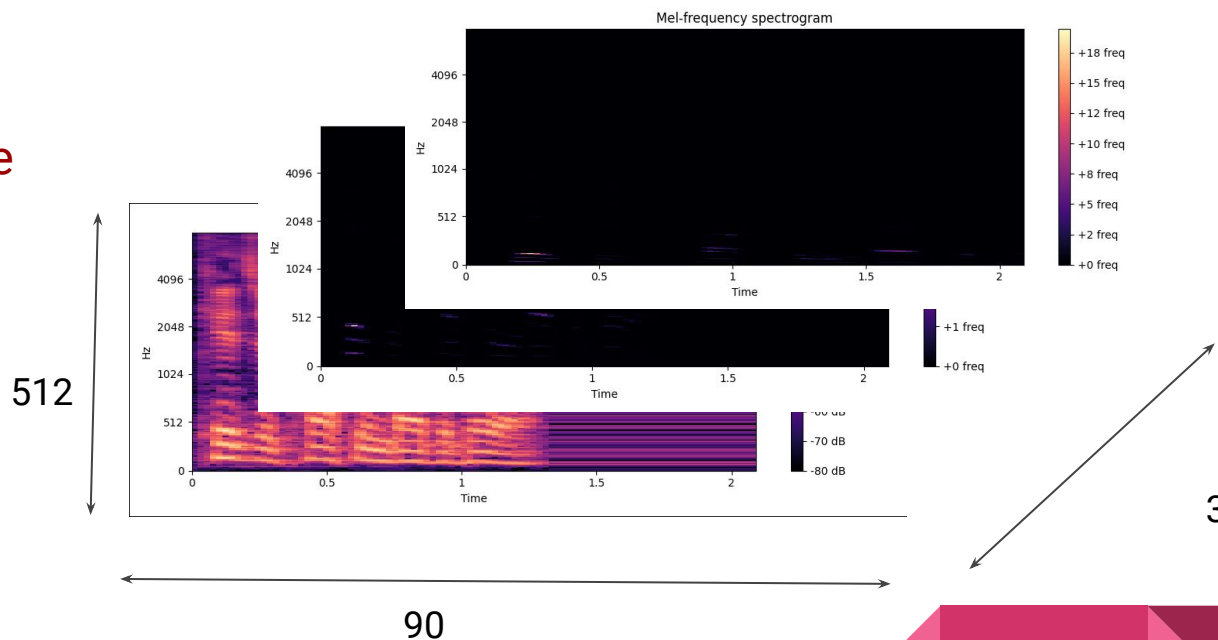 Mel-frequency spectrogram
+18 freq
+15 freq
+12 freq
+10 freq
+8 freq
+5 freq
+2 freq
+0 freq
4096
2048
1024
512
0
Hz
0 0.5 1 1.5 2
Time
e
4096
2048
1024
512
0
Hz
0 0.5 1 1.5 2
Time
+1 freq
+0 freq
4096
2048
1024
512
0
Hz
0 0.5 1 1.5 2
Time
-70 dB
-80 dB
512
90
3